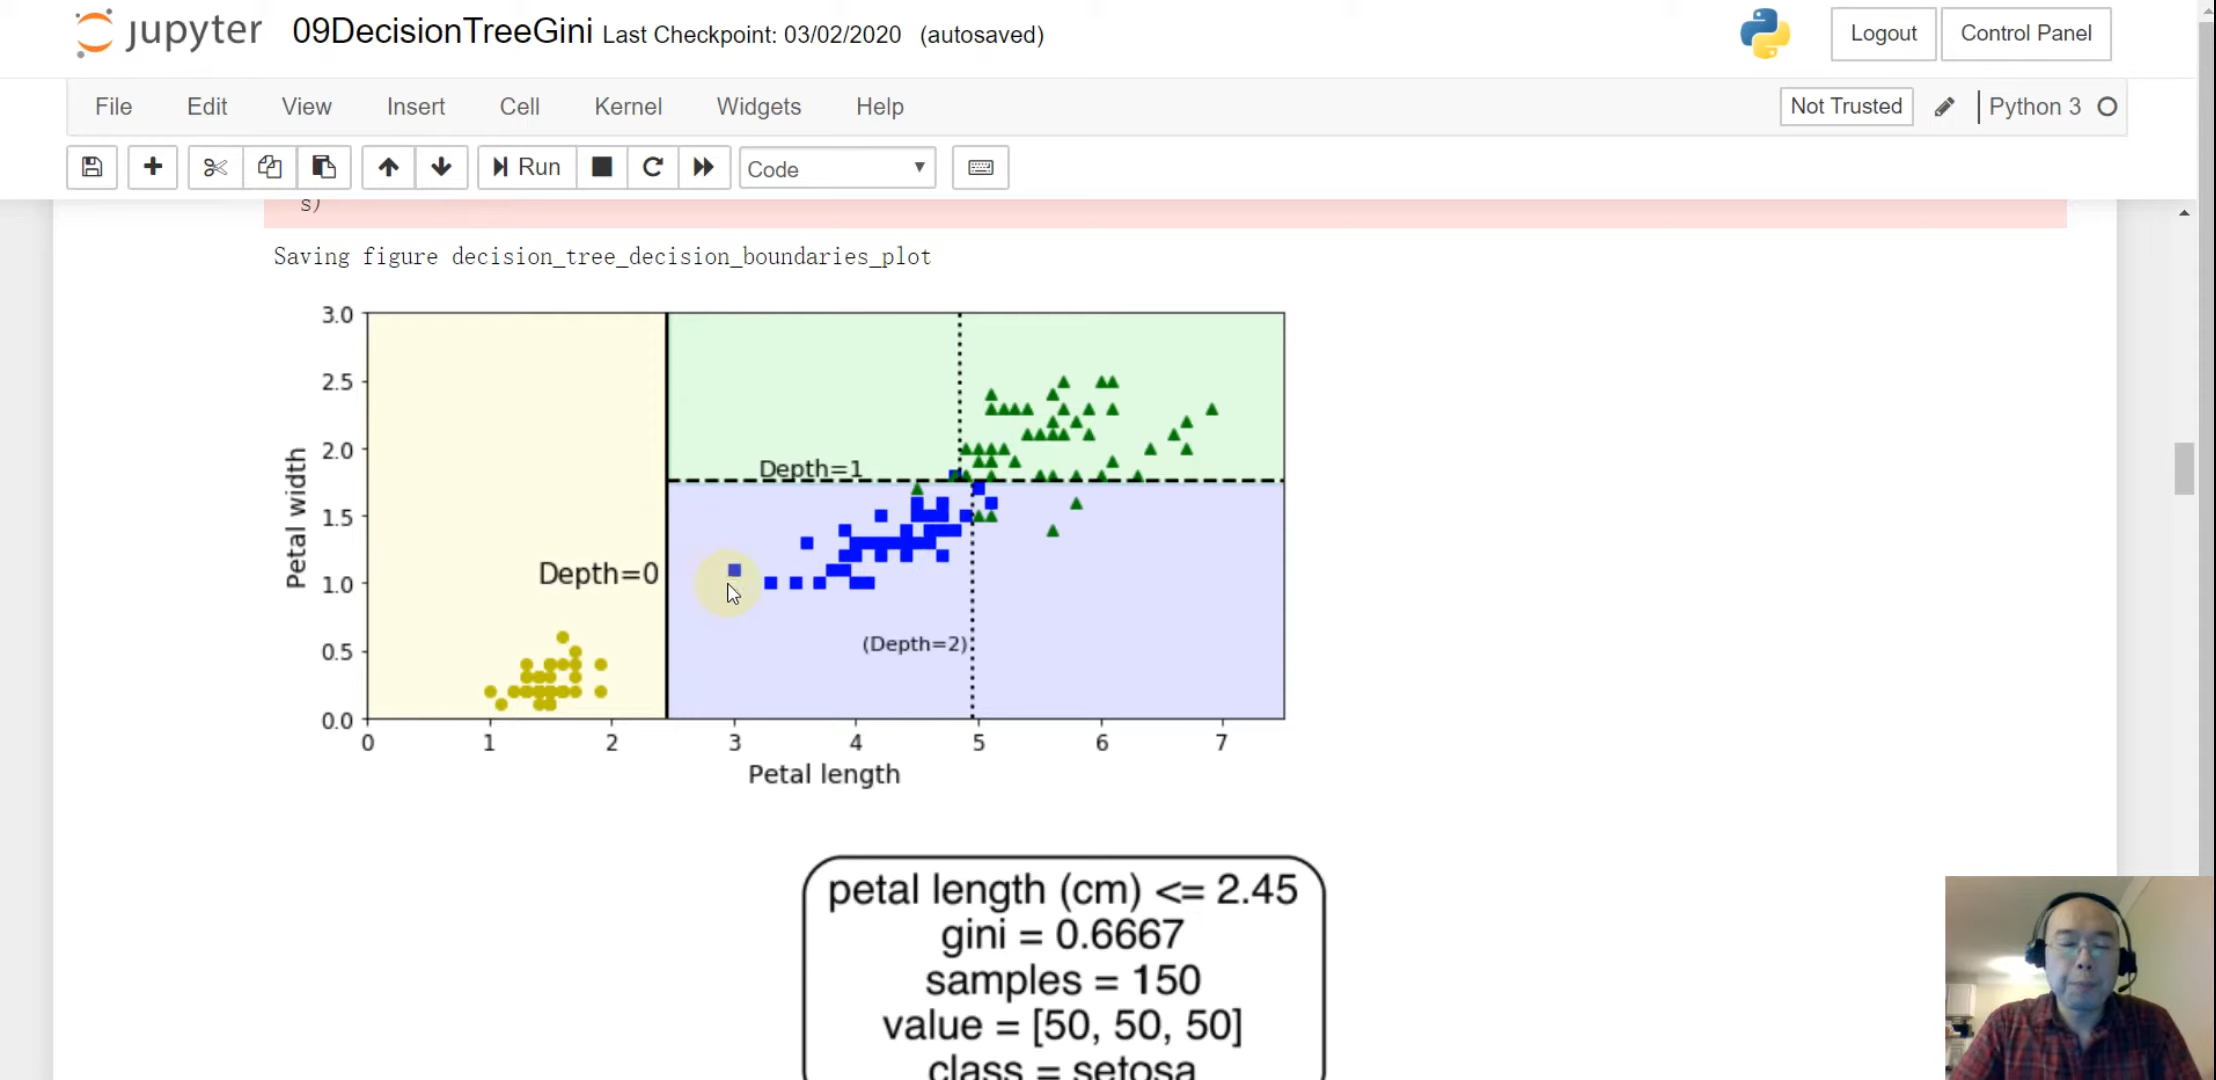 jupyter 09DecisionTreeGini Last Checkpoint: 03/02/2020 (autosaved) Logout Control Panel
File Edit View Insert Cell Kernel Widgets Help Not Trusted Python 3
Run Code
s)
Saving figure decision_tree_decision_boundaries_plot
3.0
2.5
2.0
1.5
1.0
0.5
0.0
Petal width
Depth=1
Depth=0
(Depth=2)
0 1 2 3 4 5 6 7
Petal length
petal length (cm) <= 2.45
gini = 0.6667
samples = 150
value = [50, 50, 50]
class = setosa